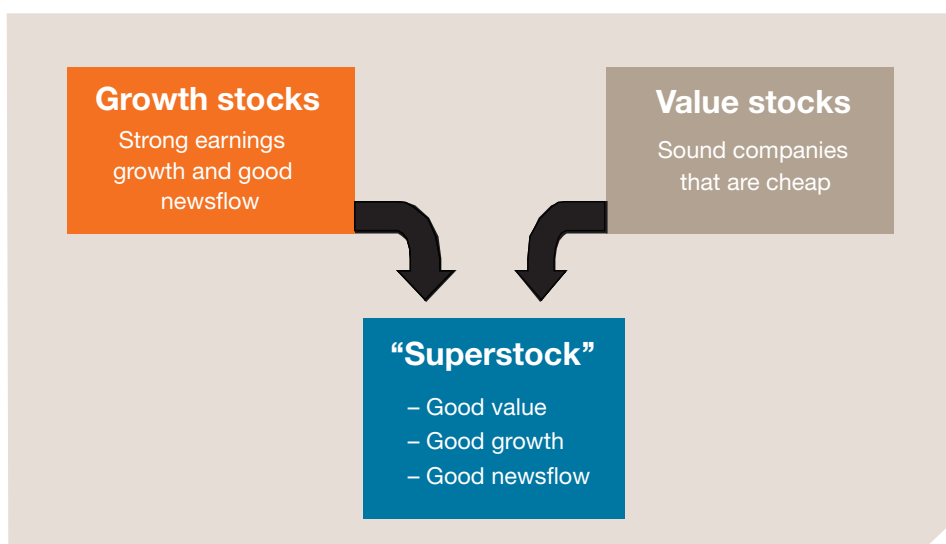 Growth stocks
Strong earnings
growth and good
newsflow
Value stocks
Sound companies
that are cheap
“Superstock”
– Good value
– Good growth
– Good newsflow